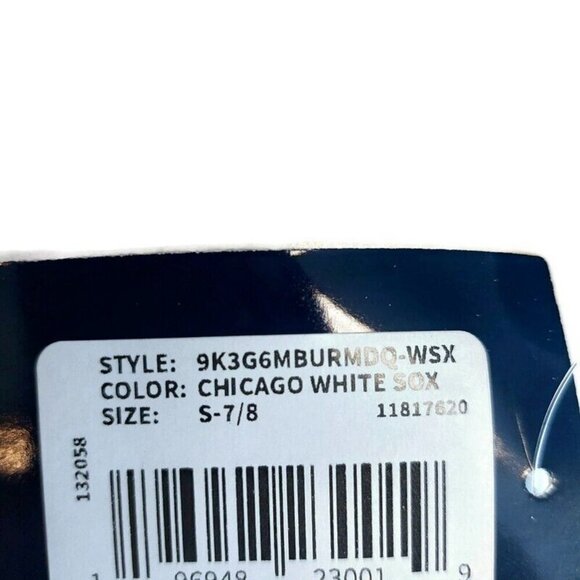 STYLE: 9K3G6MBURMDQ-WSX
COLOR: CHICAGO WHITE SOX
SIZE: S-7/8 11817620
132058
1 96948 23001 9